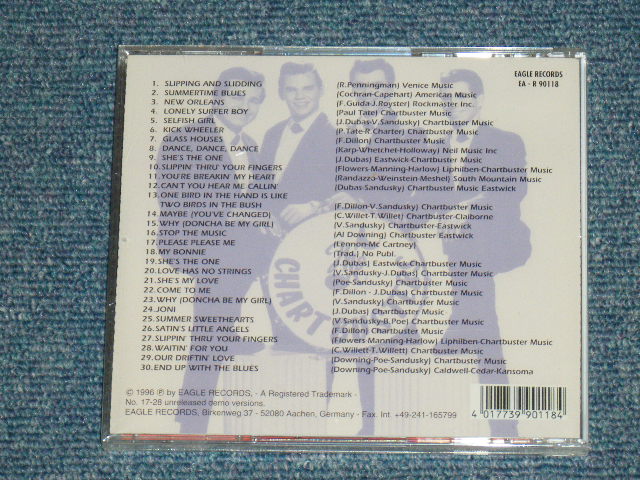 EAGLE RECORDS
EA - R 90118
1. SLIPPING AND SLIDDING (R.Penningman) Venice Music
2. SUMMERTIME BLUES (Cochran-Capehart) American Music
3. NEW ORLEANS (F.Guida-J.Royster) Rockmaster Inc.
4. LONELY SURFER BOY (Paul Tate) Chartbuster Music
5. SELFISH GIRL (J.Dubas-V.Sandusky) Chartbuster Music
6. KICK WHEELER (P.Tate-R.Charter) Chartbuster Music
7. GLASS HOUSES (F.Dillon) Chartbuster Music
8. DANCE, DANCE, DANCE (Karp-Whetchel-Holloway) Neil Music Inc
9. SHE'S THE ONE (J.Dubas) Eastwick-Chartbuster Music
10. SLIPPIN' THRU' YOUR FINGERS (Flowers-Manning-Harlow) Liphiben-Chartbuster Music
11. YOU'RE BREAKIN' MY HEART (Randazzo-Weinstein-Meshel) South Mountain Music
12. CAN'T YOU HEAR ME CALLIN' (Dubas-Sandusky) Chartbuster Music Eastwick
13. ONE BIRD IN THE HAND IS LIKE
TWO BIRDS IN THE BUSH (F.Dillon-V.Sandusky) Chartbuster Music
14 MAYBE (YOU'VE CHANGED) (C.Willet-T.Willet) Chartbuster-Claiborne
15. WHY (DONCHA BE MY GIRL) (V.Sandusky) Chartbuster-Eastwick
16. STOP THE MUSIC (Al Downing) Chartbuster Eastwick
17. PLEASE PLEASE ME (Lennon-Mc Cartney)
18. MY BONNIE (Trad.) No Publ.
19. SHE'S THE ONE (J.Dubas) Eastwick-Chartbuster Music
20. LOVE HAS NO STRINGS (V.Sandusky-J.Dubas) Chartbuster Music
21. SHE'S MY LOVE (Poe-Sandusky) Chartbuster Music
22. COME TO ME (F.Dillon - J.Dubas) Chartbuster Music
23. WHY (DONCHA BE MY GIRL) (V.Sandusky) Chartbuster Music
24. JONI (J.Dubas) Chartbuster Music
25. SUMMER SWEETHEARTS (V.Sandusky-B.Poe) Chartbuster Music
26. SATIN'S LITTLE ANGELS (F.Dillon) Chartbuster Music
27. SLIPPIN' THRU' YOUR FINGERS (Flowers Manning-Harlow) Liphiben-Chartbuster Music
28. WAITIN' FOR YOU (C.Willett-T.Willett) Chartbuster Music
29. OUR DRIFTIN' LOVE (Downing-Poe-Sandusky) Chartbuster Music
30. END UP WITH THE BLUES (Downing-Poe-Sandusky) Caldwell-Cedar-Kansoma
CHART
© 1996 ℗ by EAGLE RECORDS, - A Registered Trademark -
No. 17-28 unreleased demo versions.
EAGLE RECORDS, Birkenweg 37 - 52080 Aachen, Germany - Fax. Int +49-241-165799
4 017739 901184